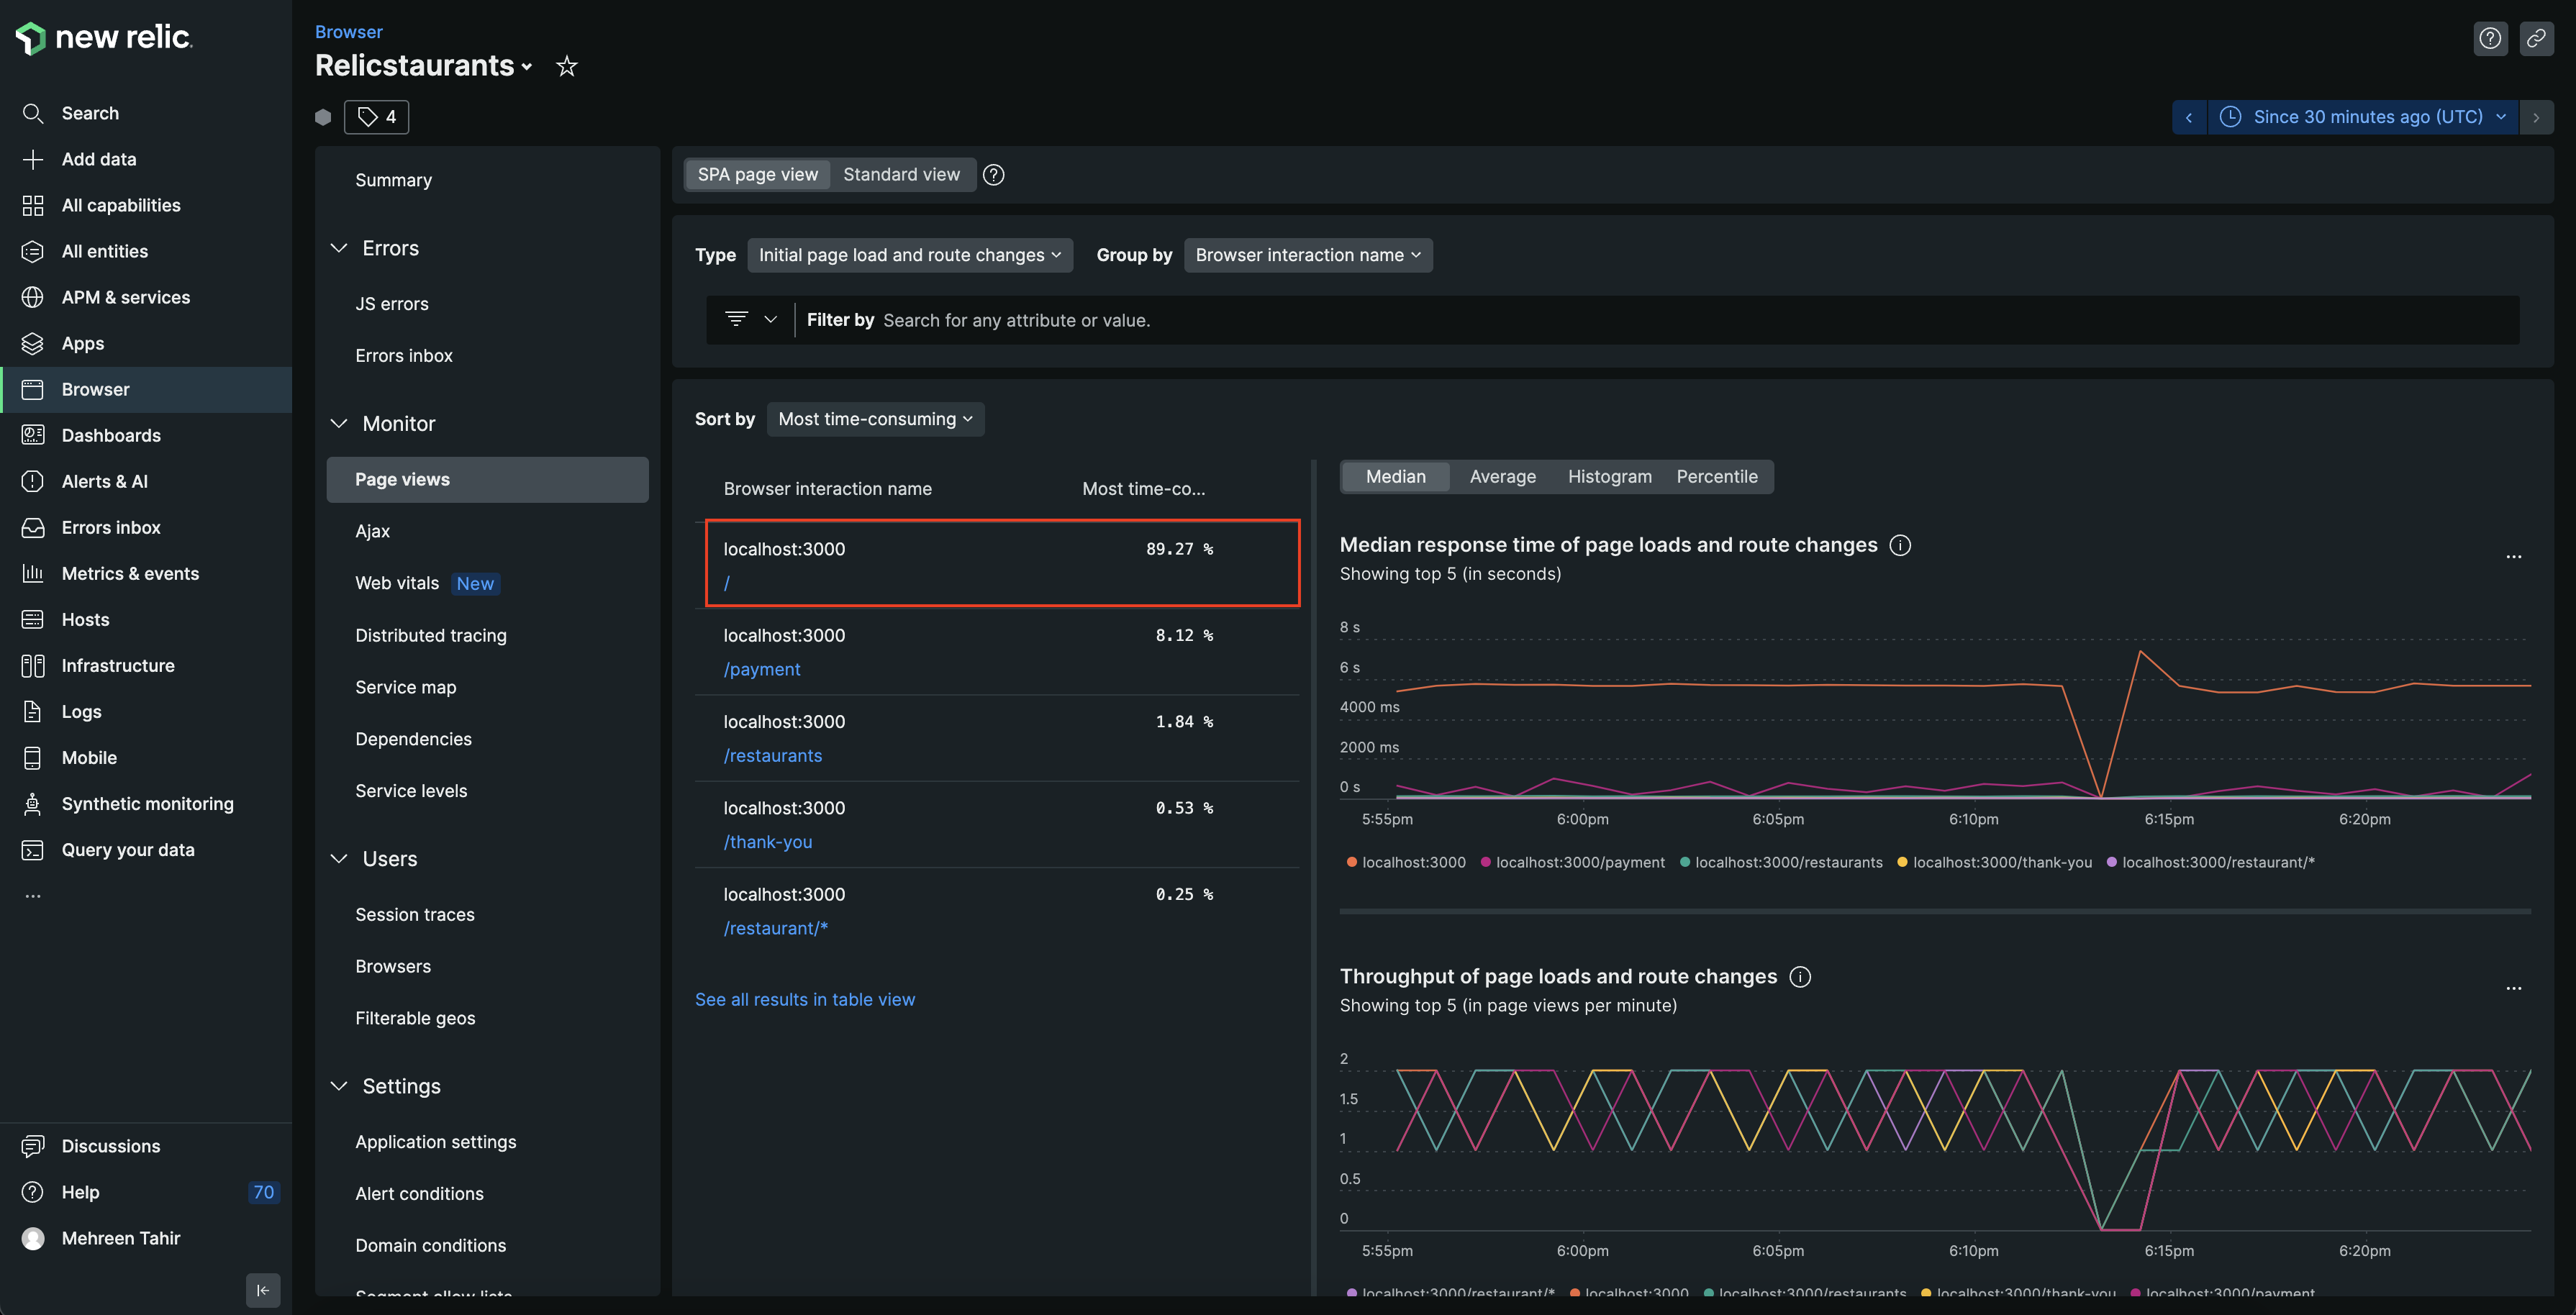 new relic.
Search
Add data
All capabilities
All entities
APM & services
Apps
Browser
Dashboards
Alerts & AI
Errors inbox
Metrics & events
Hosts
Infrastructure
Logs
Mobile
Synthetic monitoring
Query your data
...
Discussions
Help 70
Mehreen Tahir
Browser
Relicstaurants
4
Since 30 minutes ago (UTC)
Summary
Errors
JS errors
Errors inbox
Monitor
Page views
Ajax
Web vitals New
Distributed tracing
Service map
Dependencies
Service levels
Users
Session traces
Browsers
Filterable geos
Settings
Application settings
Alert conditions
Domain conditions
Segment allow lists
SPA page view Standard view
Type Initial page load and route changes Group by Browser interaction name
Filter by Search for any attribute or value.
Sort by Most time-consuming
Browser interaction name Most time-co...
localhost:3000 89.27 %
/
localhost:3000 8.12 %
/payment
localhost:3000 1.84 %
/restaurants
localhost:3000 0.53 %
/thank-you
localhost:3000 0.25 %
/restaurant/*
See all results in table view
Median Average Histogram Percentile
Median response time of page loads and route changes
...
Showing top 5 (in seconds)
8 s
6 s
4000 ms
2000 ms
0 s
5:55pm 6:00pm 6:05pm 6:10pm 6:15pm 6:20pm
localhost:3000 localhost:3000/payment localhost:3000/restaurants localhost:3000/thank-you localhost:3000/restaurant/*
Throughput of page loads and route changes
...
Showing top 5 (in page views per minute)
2
1.5
1
0.5
0
5:55pm 6:00pm 6:05pm 6:10pm 6:15pm 6:20pm
localhost:3000/restaurant/* localhost:3000 localhost:3000/restaurants localhost:3000/thank-you localhost:3000/payment